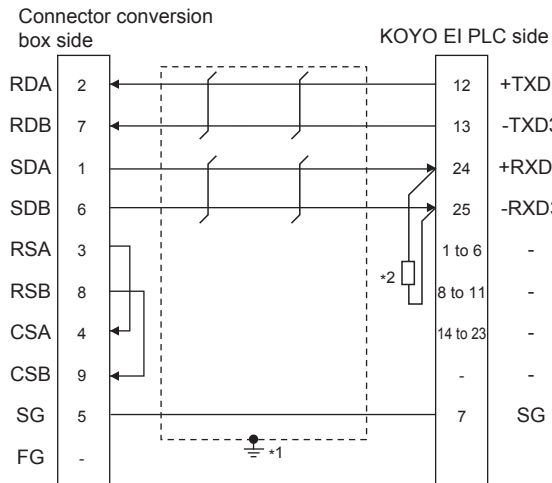 Connector conversion
box side
KOYO EI PLC side
RDA 2 12 +TXD
RDB 7 13 -TXD3
SDA 1 24 +RXD
SDB 6 25 -RXD3
RSA 3 1 to 6 -
RSB 8 *2 8 to 11 -
CSA 4 14 to 23 -
CSB 9 - -
SG 5 7 SG
FG - *1